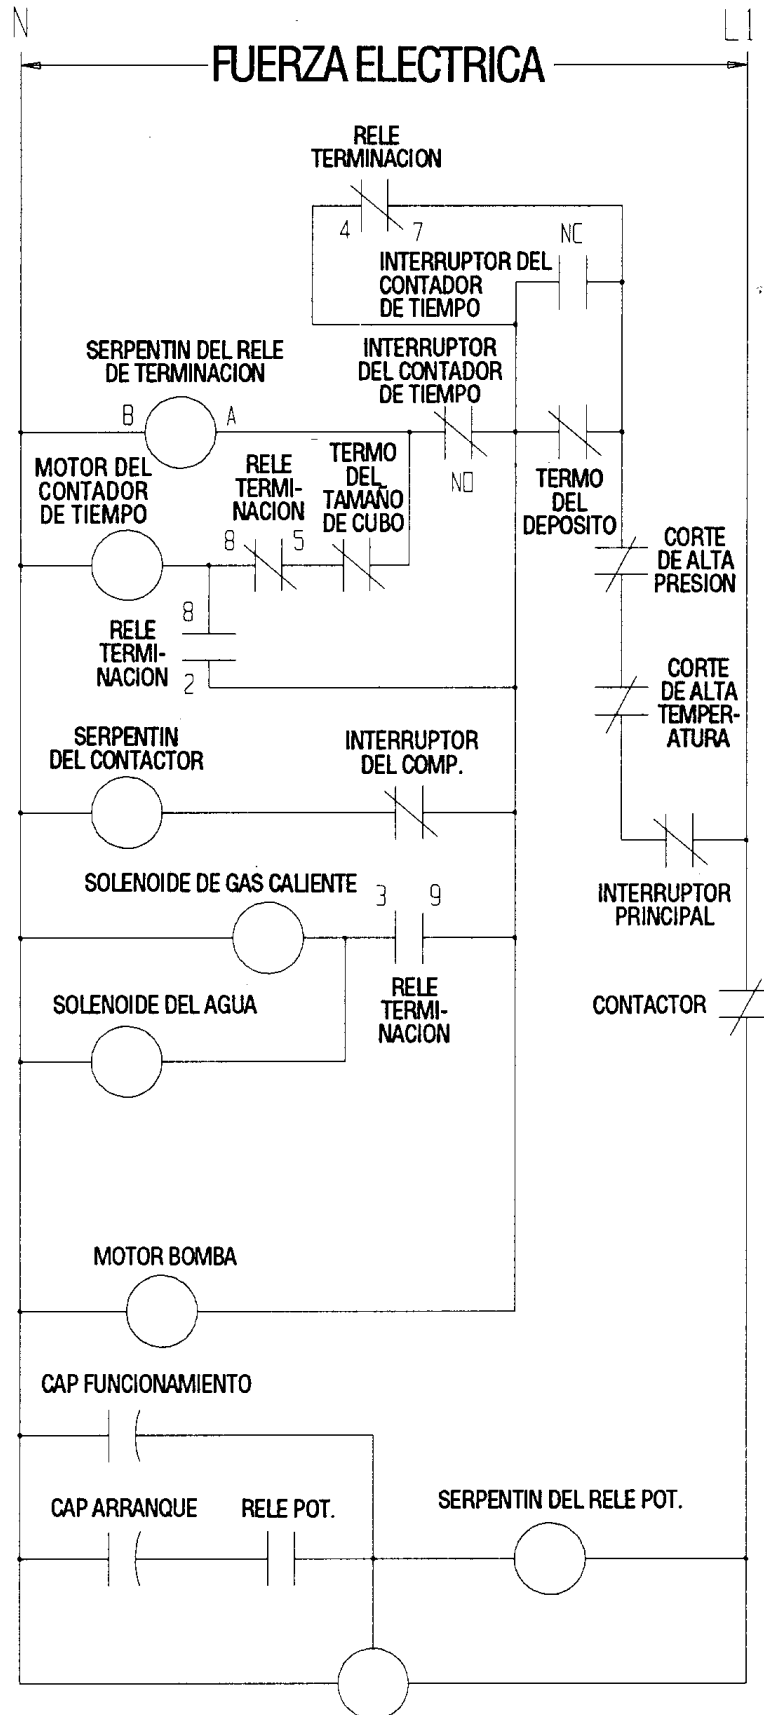 N
L1
FUERZA ELECTRICA
RELE
TERMINACION
4
7
NC
INTERRUPTOR DEL
CONTADOR
DE TIEMPO
SERPENTIN DEL RELE
DE TERMINACION
INTERRUPTOR
DEL CONTADOR
DE TIEMPO
B
A
NO
MOTOR DEL
CONTADOR
DE TIEMPO
RELE
TERMI-
NACION
TERMO
DEL
TAMAÑO
DE CUBO
TERMO
DEL
DEPOSITO
8
5
CORTE
DE ALTA
PRESION
8
RELE
TERMI-
NACION
2
CORTE
DE ALTA
TEMPER-
ATURA
SERPENTIN
DEL CONTACTOR
INTERRUPTOR
DEL COMP.
SOLENOIDE DE GAS CALIENTE
3
9
INTERRUPTOR
PRINCIPAL
RELE
TERMI-
NACION
SOLENOIDE DEL AGUA
CONTACTOR
MOTOR BOMBA
CAP FUNCIONAMIENTO
CAP ARRANQUE
RELE POT.
SERPENTIN DEL RELE POT.